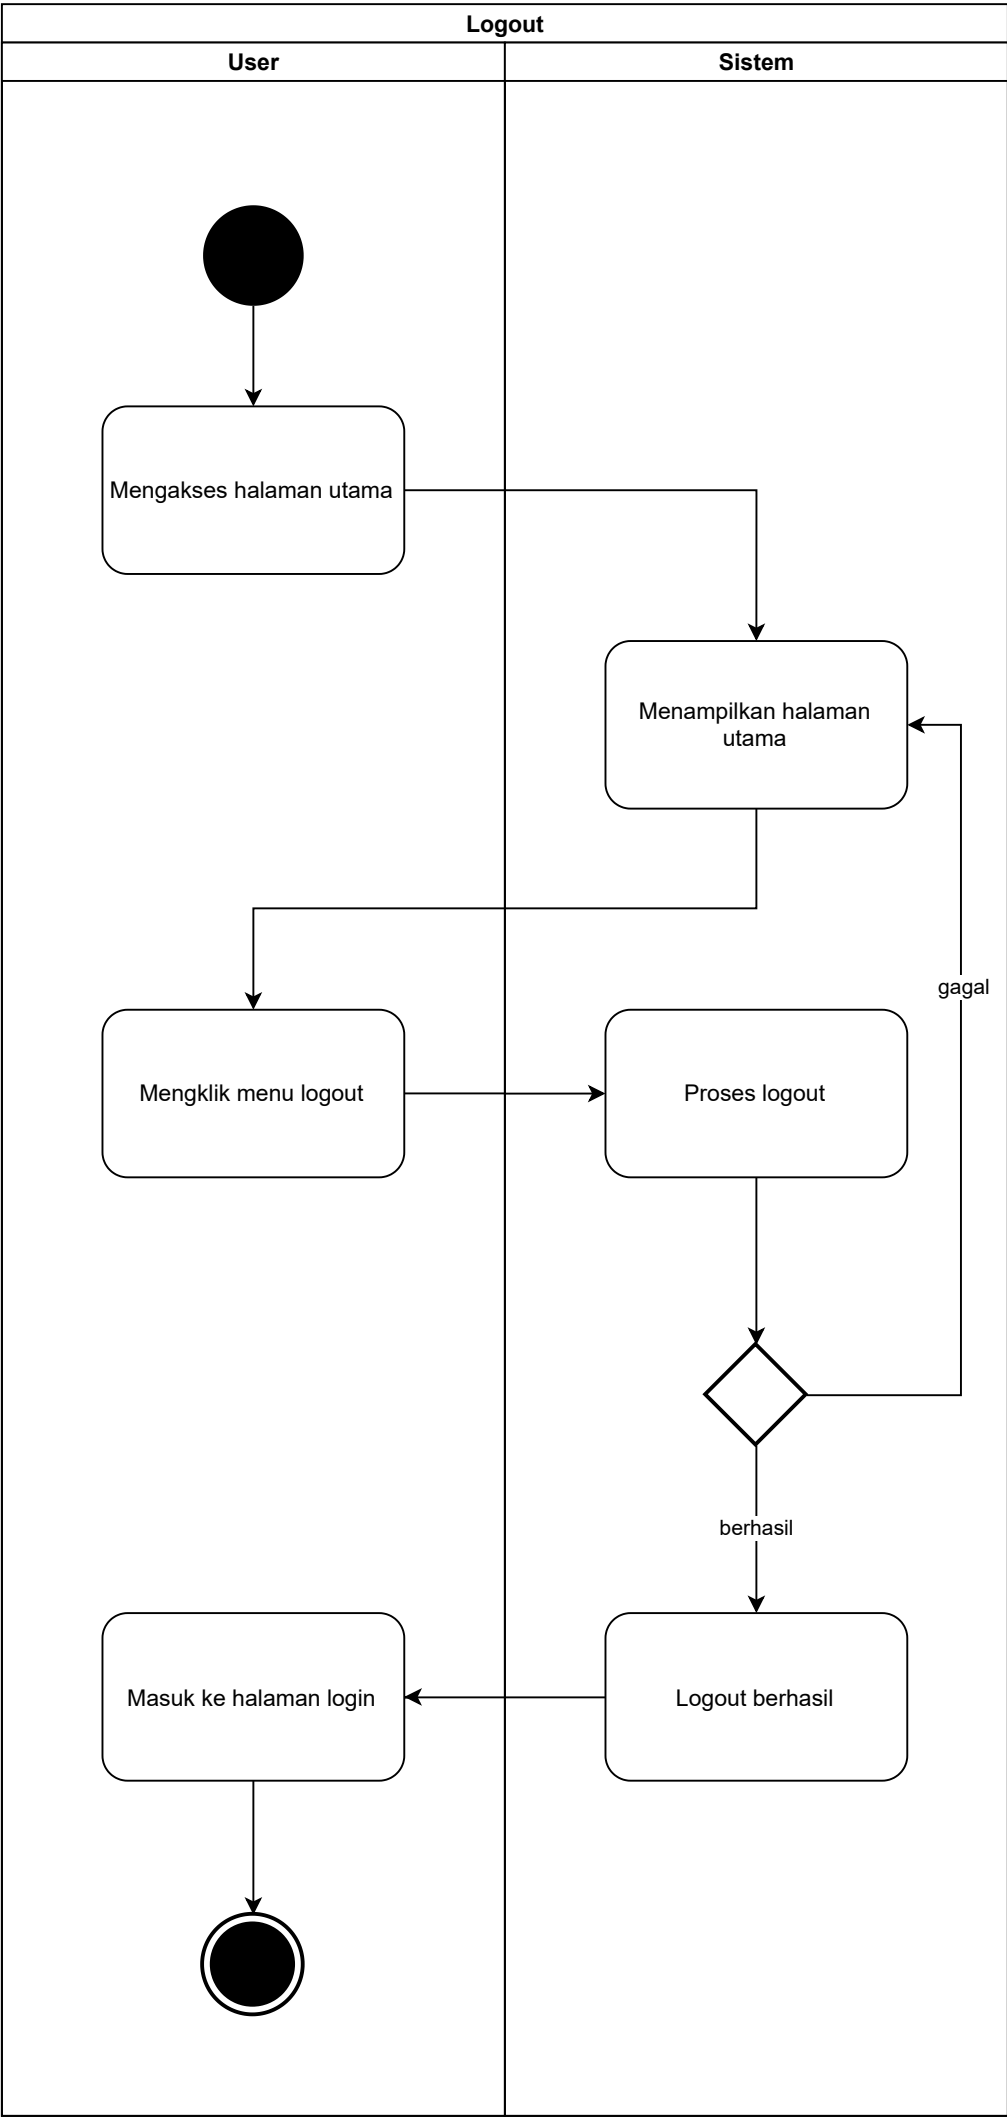 Logout
User
Sistem
Mengakses halaman utama
Menampilkan halaman
utama
gagal
Mengklik menu logout
Proses logout
berhasil
Masuk ke halaman login
Logout berhasil